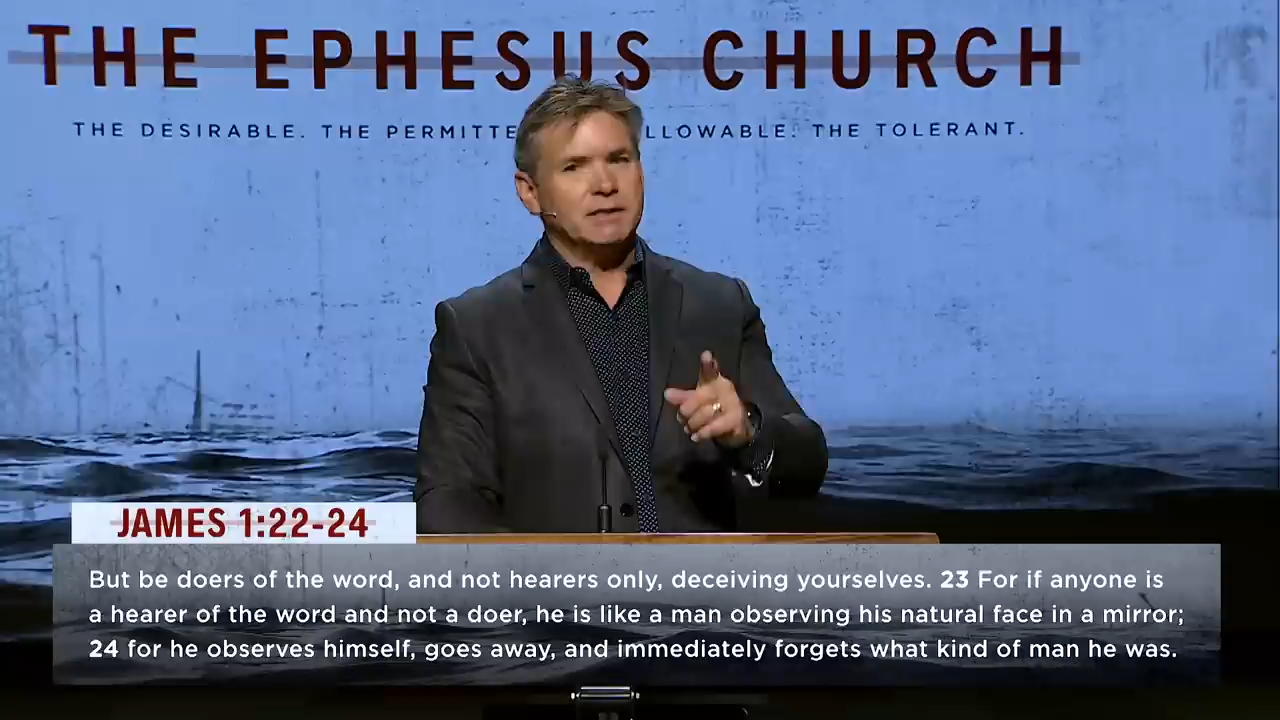 THE EPHESUS CHURCH
THE DESIRABLE. THE LLOWABLE. THE TOLERANT.
JAMES 1:22-24
But be doers of the word, and not hearers only, deceiving yourselves. 23 For if anyone is
a hearer of the word and not a doer, he is like a man observing his natural face in a mirror;
24 for he observes himself, goes away, and immediately forgets what kind of man he was.